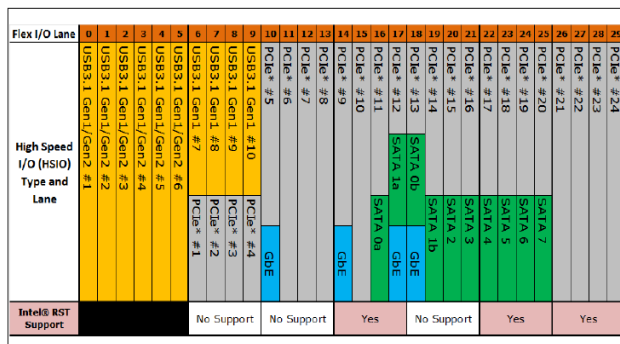 Flex I/O Lane 0 1 2 3 4 5 6 7 8 9 10 11 12 13 14 15 16 17 18 19 20 21 22 23 24 25 26 27 28 29
High Speed
I/O (HSIO)
Type and
Lane
USB3.1 Gen1/Gen2 #1
USB3.1 Gen1/Gen2 #2
USB3.1 Gen1/Gen2 #3
USB3.1 Gen1/Gen2 #4
USB3.1 Gen1/Gen2 #5
USB3.1 Gen1/Gen2 #6
USB3.1 Gen1 #7
PCIe* #1
USB3.1 Gen1 #8
PCIe* #2
USB3.1 Gen1 #9
PCIe* #3
USB3.1 Gen1 #10
PCIe* #4
PCIe* #5
GbE
PCIe* #6
PCIe* #7
PCIe* #8
PCIe* #9
GbE
PCIe* #10
PCIe* #11
SATA 0a
PCIe* #12
SATA 1a
GbE
PCIe* #13
SATA 0b
GbE
PCIe* #14
SATA 1b
PCIe* #15
SATA 2
PCIe* #16
SATA 3
PCIe* #17
SATA 4
PCIe* #18
SATA 5
PCIe* #19
SATA 6
PCIe* #20
SATA 7
PCIe* #21
PCIe* #22
PCIe* #23
PCIe* #24
Intel® RST
Support
No Support No Support Yes No Support Yes Yes